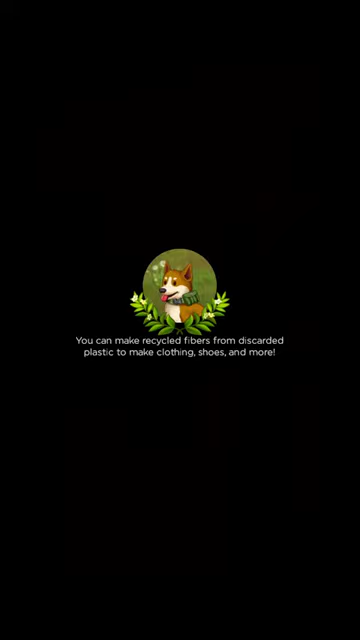 You can make recycled fibers from discarded
plastic to make clothing, shoes, and more!